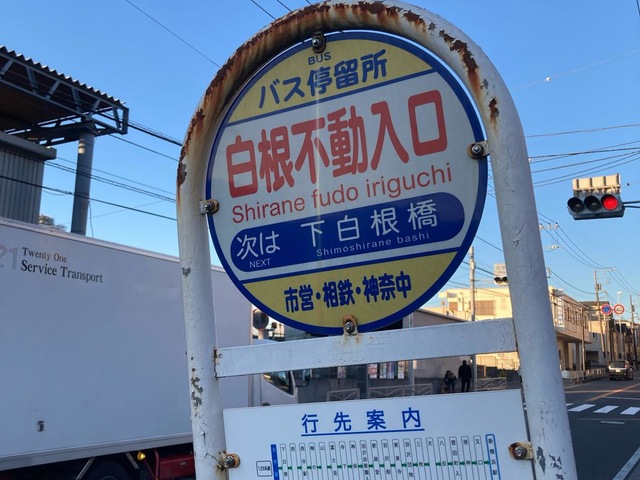 BUS
バス停留所
白根不動入口
Shirane fudo iriguchi
次は 下白根橋
NEXT Shimoshirane bashi
市営・相鉄・神奈中
行先案内
21 Twenty One
Service Transport